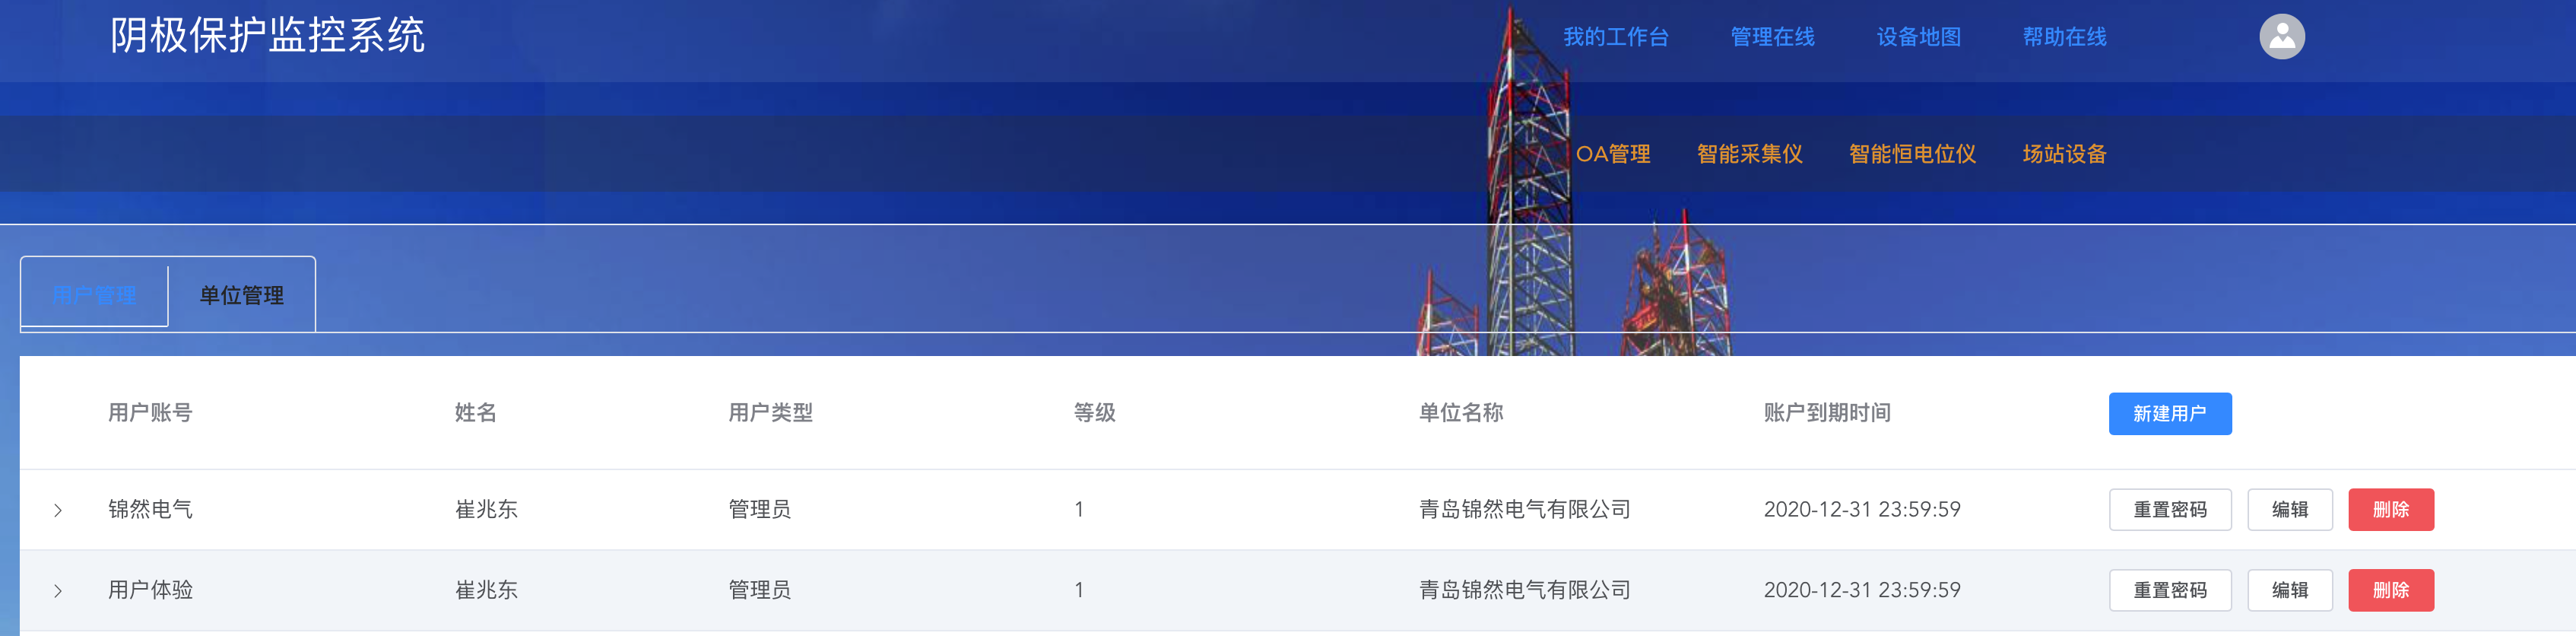 阴极保护监控系统 我的工作台 管理在线 设备地图 帮助在线
OA管理 智能采集仪 智能恒电位仪 场站设备
用户管理 单位管理
用户账号 姓名 用户类型 等级 单位名称 账户到期时间 新建用户
锦然电气 崔兆东 管理员 1 青岛锦然电气有限公司 2020-12-31 23:59:59 重置密码 编辑 删除
用户体验 崔兆东 管理员 1 青岛锦然电气有限公司 2020-12-31 23:59:59 重置密码 编辑 删除